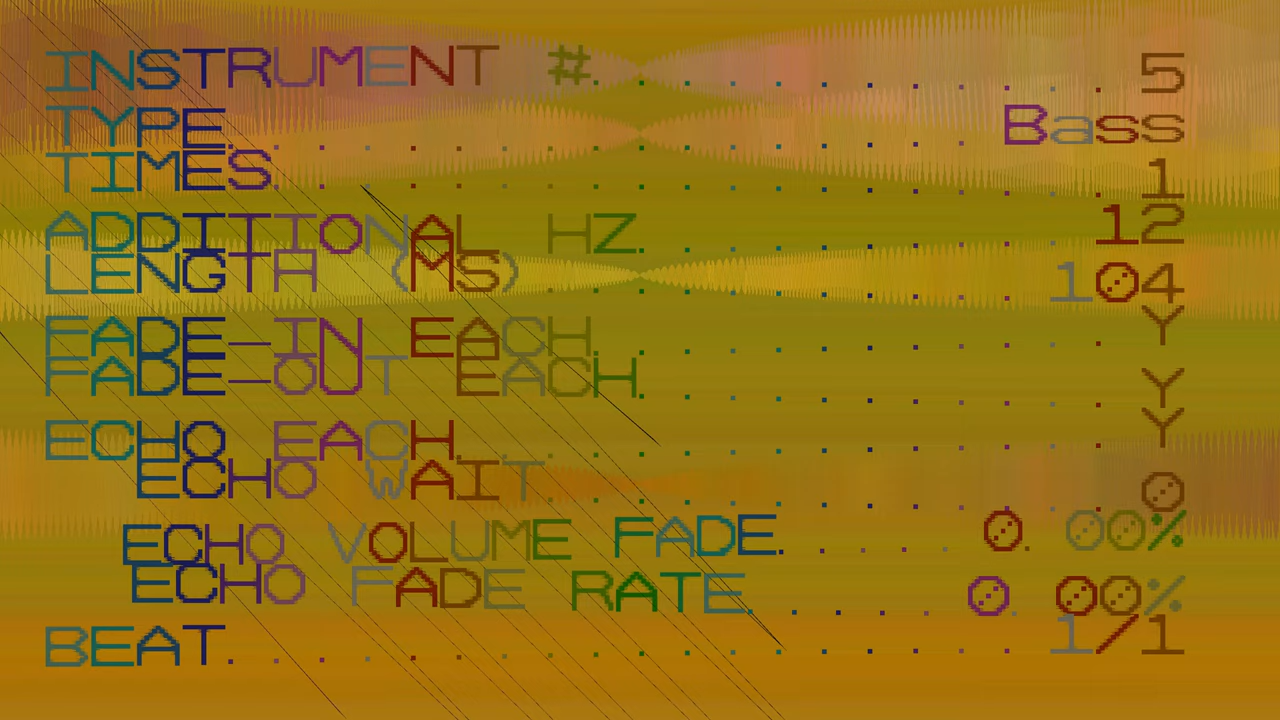 INSTRUMENT #. . . . . . . . . . . . 5
TYPE. . . . . . . . . . . . . . . . . Bass
TIMES. . . . . . . . . . . . . . . . . . . 1
ADDITIONAL HZ. . . . . . . . . . . 12
LENGTH (MS) . . . . . . . . . . . . 104
FADE-IN EACH. . . . . . . . . . . . Y
FADE-OUT EACH. . . . . . . . . . . Y
ECHO EACH. . . . . . . . . . . . . . . Y
ECHO WAIT. . . . . . . . . . . . . 0
ECHO VOLUME FADE. . . . . 0. 00%
ECHO FADE RATE. . . . . . 0. 00%
BEAT. . . . . . . . . . . . . . . . . . . . 1/1